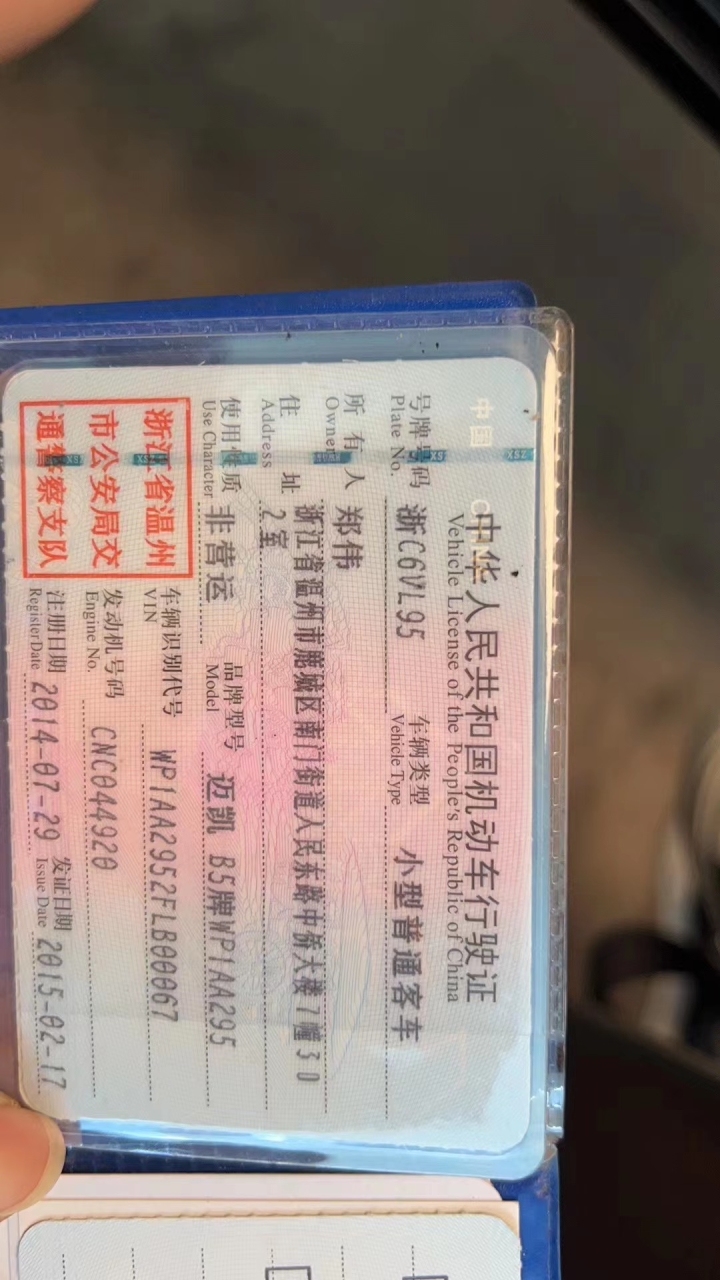 中华人民共和国机动车行驶证
Vehicle License of the People's Republic of China
号牌号码 浙C6VL95 车辆类型 小型普通客车
Plate No. Vehicle Type
所有人 郑伟
Owner
住址 浙江省温州市鹿城区南门街道人民东路中侨大楼7幢30
Address 2室
使用性质 非营运 品牌型号 迈凯 B5牌WP1AA295
Use Character Model
浙江省温州
市公安局交
通警察支队
车辆识别代号 WP1AA2952FLB00067
VIN
发动机号码 CNC044920
Engine No.
注册日期 2014-07-29 发证日期 2015-02-17
Register Date Issue Date